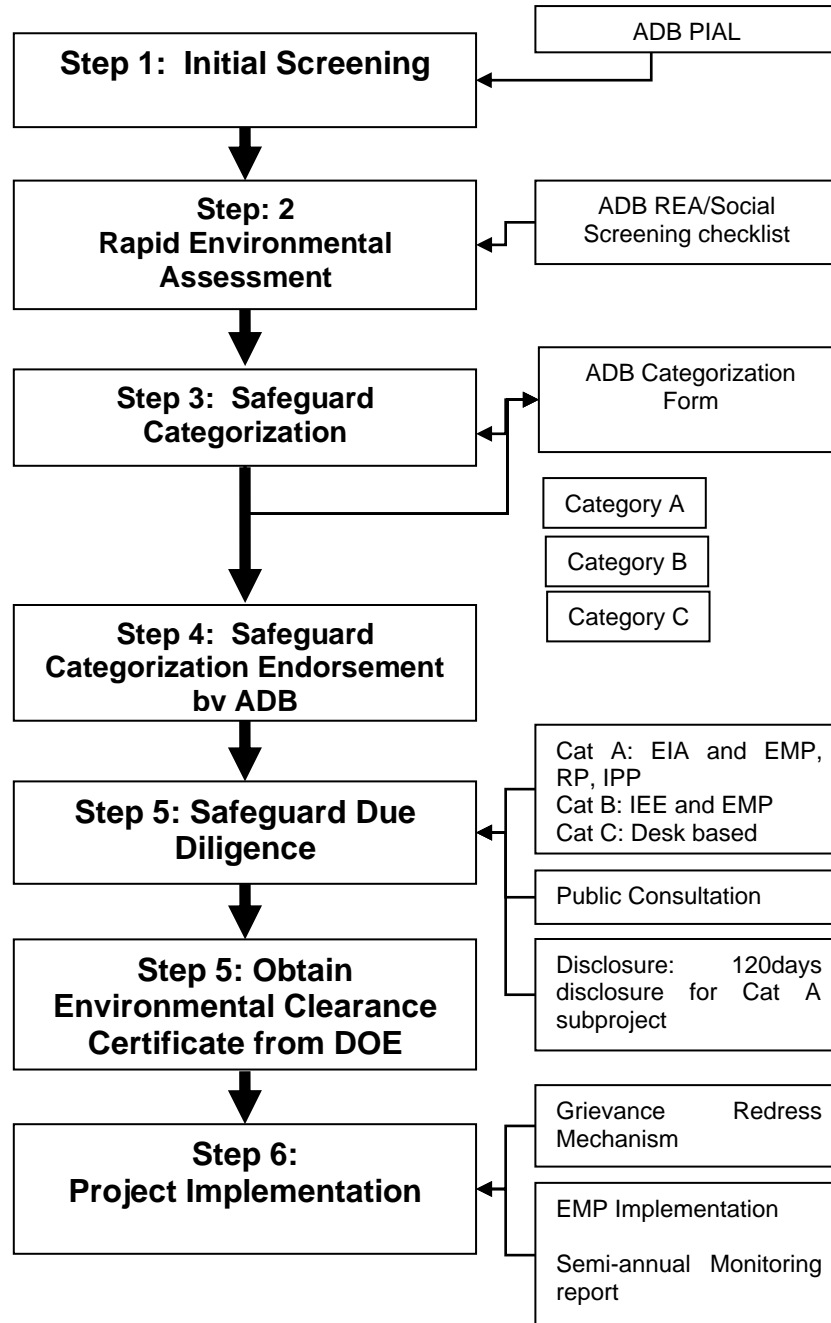 ADB PIAL
Step 1: Initial Screening
Step: 2
Rapid Environmental
Assessment
ADB REA/Social
Screening checklist
Step 3: Safeguard
Categorization
ADB Categorization
Form
Category A
Category B
Category C
Step 4: Safeguard
Categorization Endorsement
by ADB
Cat A: EIA and EMP,
RP, IPP
Cat B: IEE and EMP
Cat C: Desk based
Step 5: Safeguard Due
Diligence
Public Consultation
Disclosure: 120days
disclosure for Cat A
subproject
Step 5: Obtain
Environmental Clearance
Certificate from DOE
Grievance Redress
Mechanism
Step 6:
Project Implementation
EMP Implementation
Semi-annual Monitoring
report